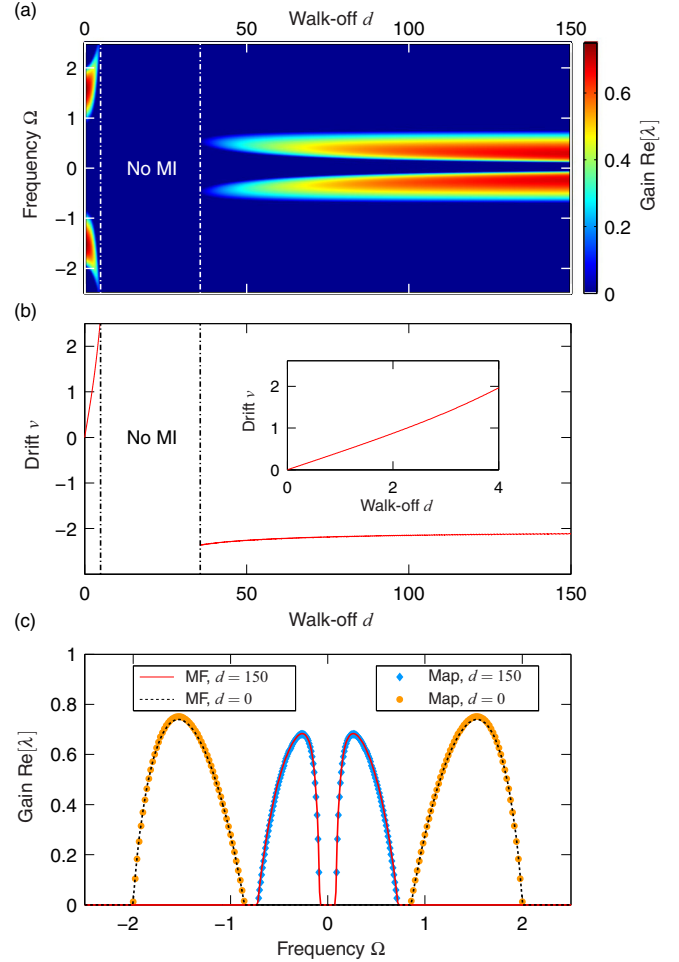 (a)
Walk-off d
0 50 100 150
2
1
0
−1
−2
Frequency Ω
No MI
0.6
0.4
0.2
0
Gain Re[λ]
(b)
2
1
0
−1
−2
Drift ν
No MI
2
1
0
Drift ν
0 2 4
Walk-off d
0 50 100 150
Walk-off d
(c)
1
0.8
0.6
0.4
0.2
0
Gain Re[λ]
MF, d = 150
MF, d = 0
Map, d = 150
Map, d = 0
−2 −1 0 1 2
Frequency Ω